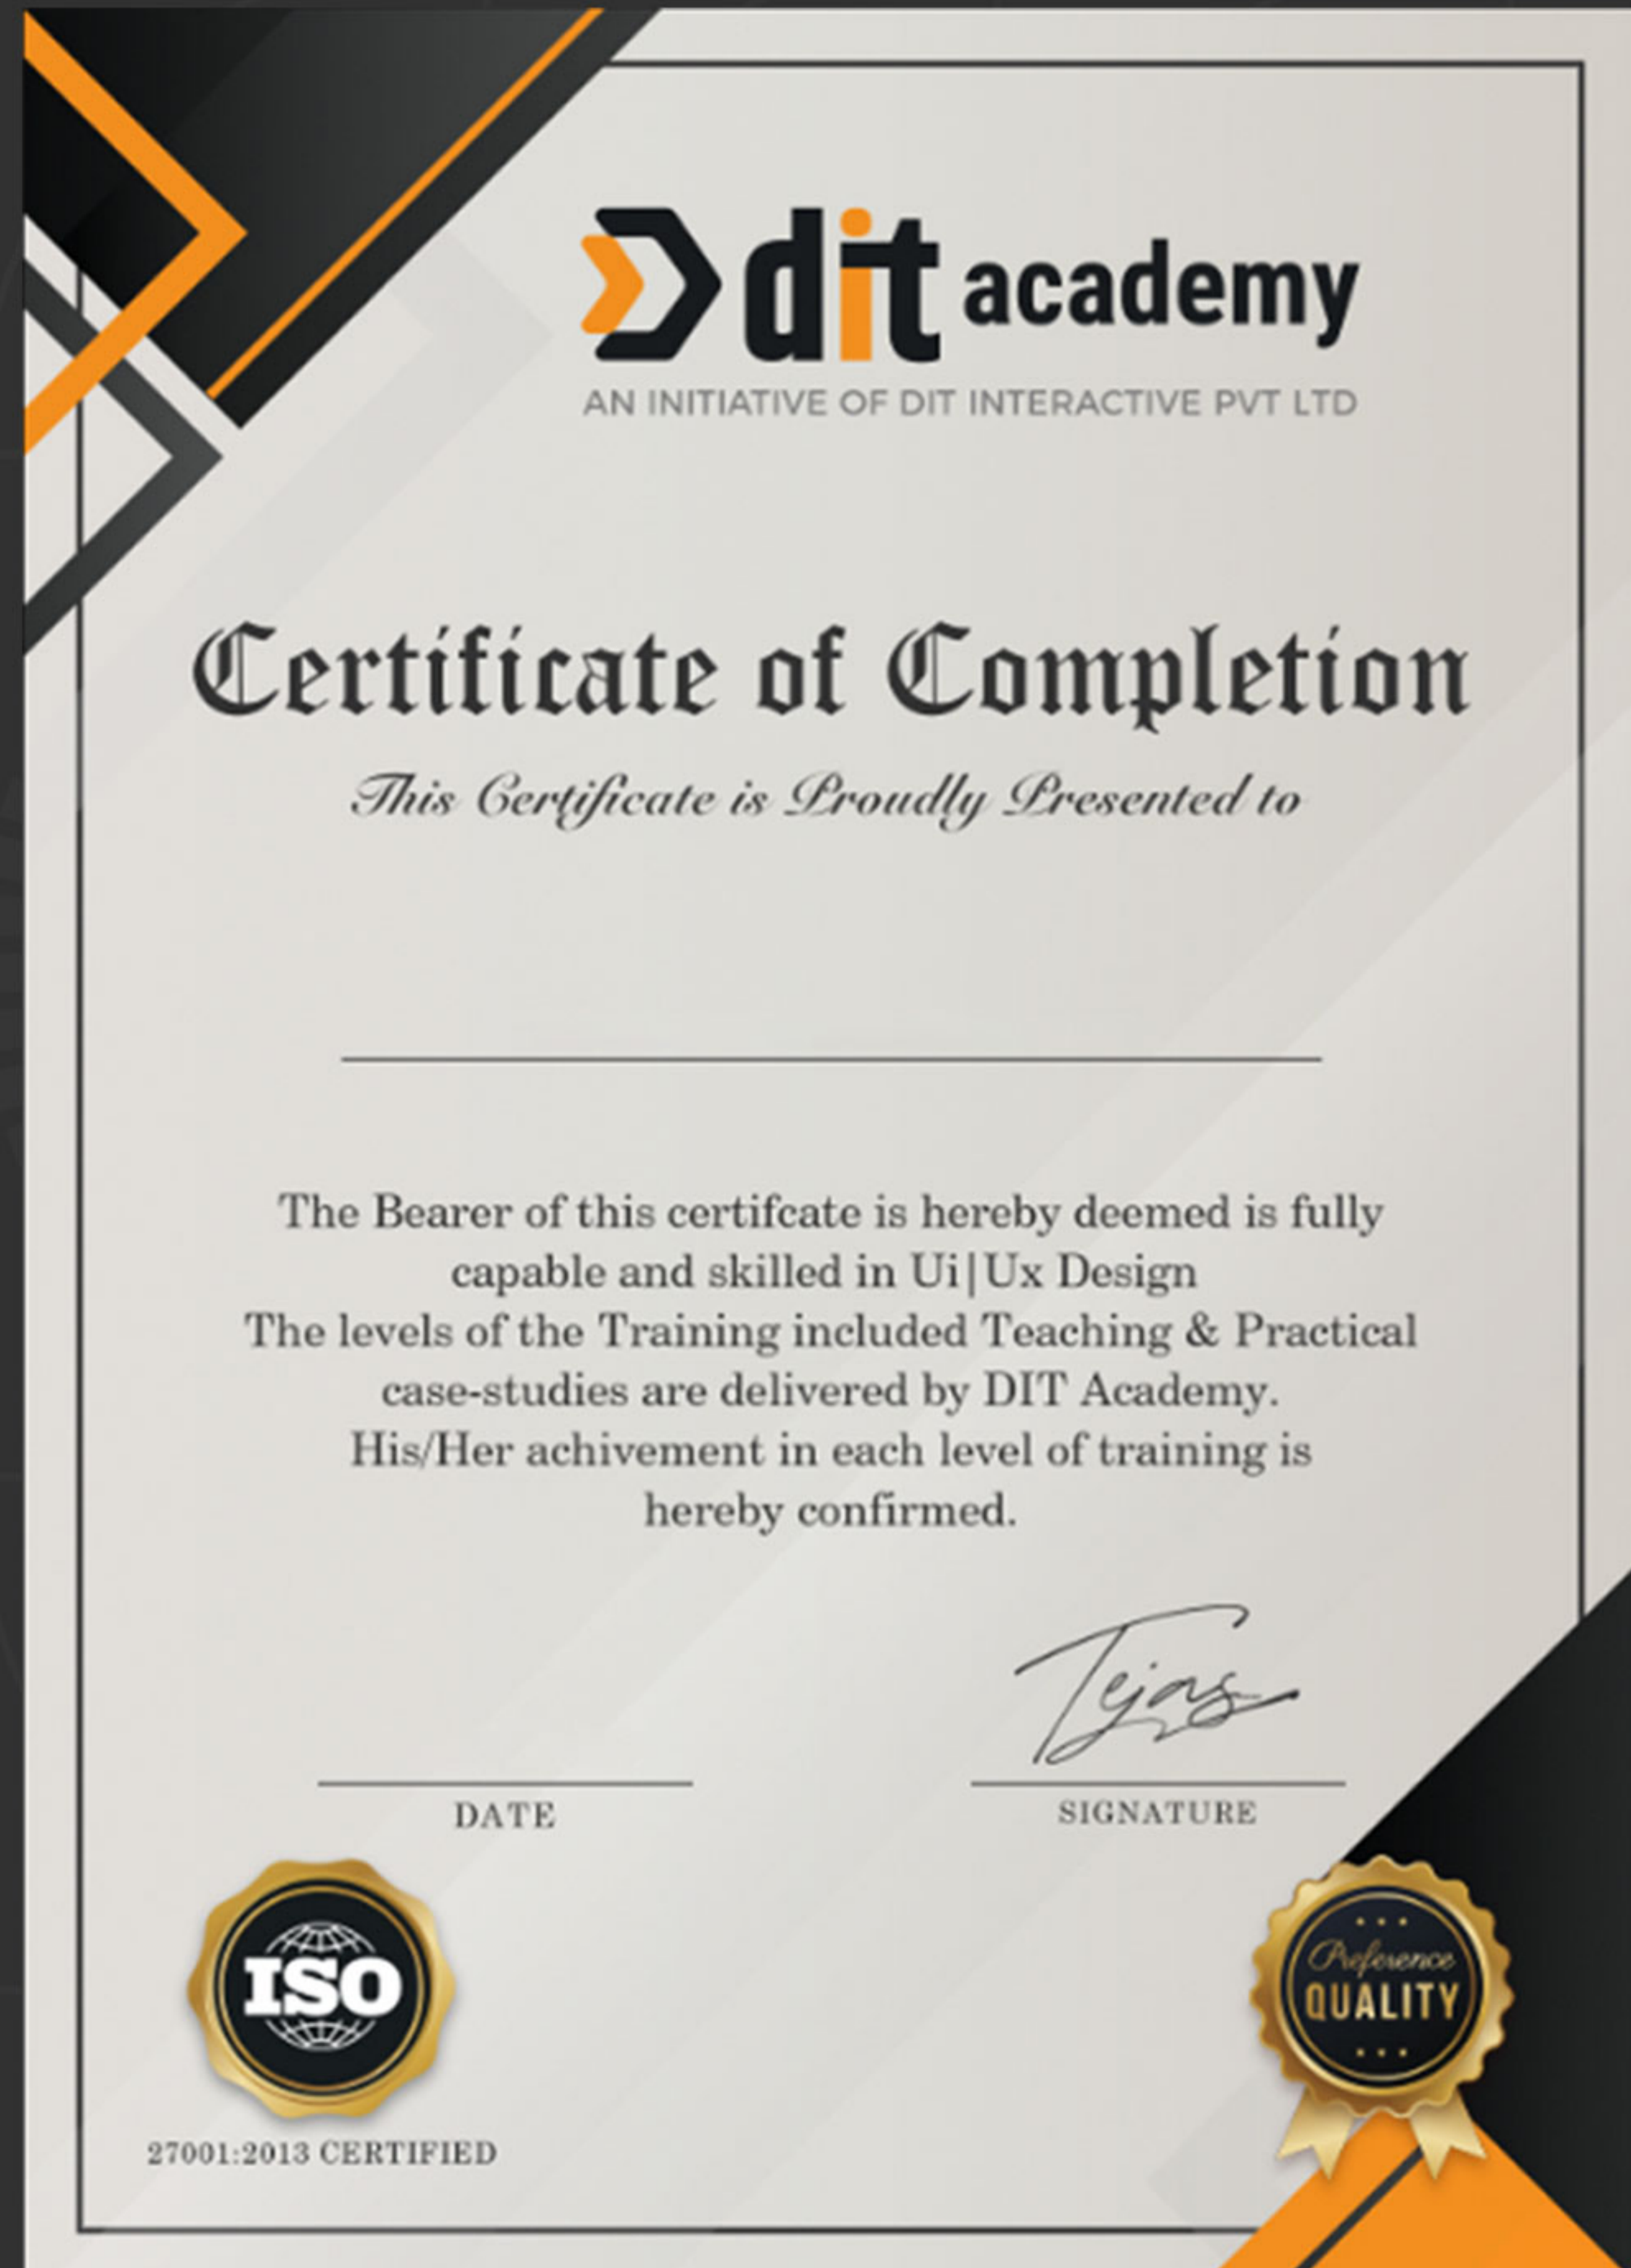 dit academy
AN INITIATIVE OF DIT INTERACTIVE PVT LTD
Certificate of Completion
This Certificate is Proudly Presented to
The Bearer of this certifcate is hereby deemed is fully
capable and skilled in Ui|Ux Design
The levels of the Training included Teaching & Practical
case-studies are delivered by DIT Academy.
His/Her achivement in each level of training is
hereby confirmed.
Tejas
DATE
SIGNATURE
ISO
Preference
QUALITY
27001:2013 CERTIFIED